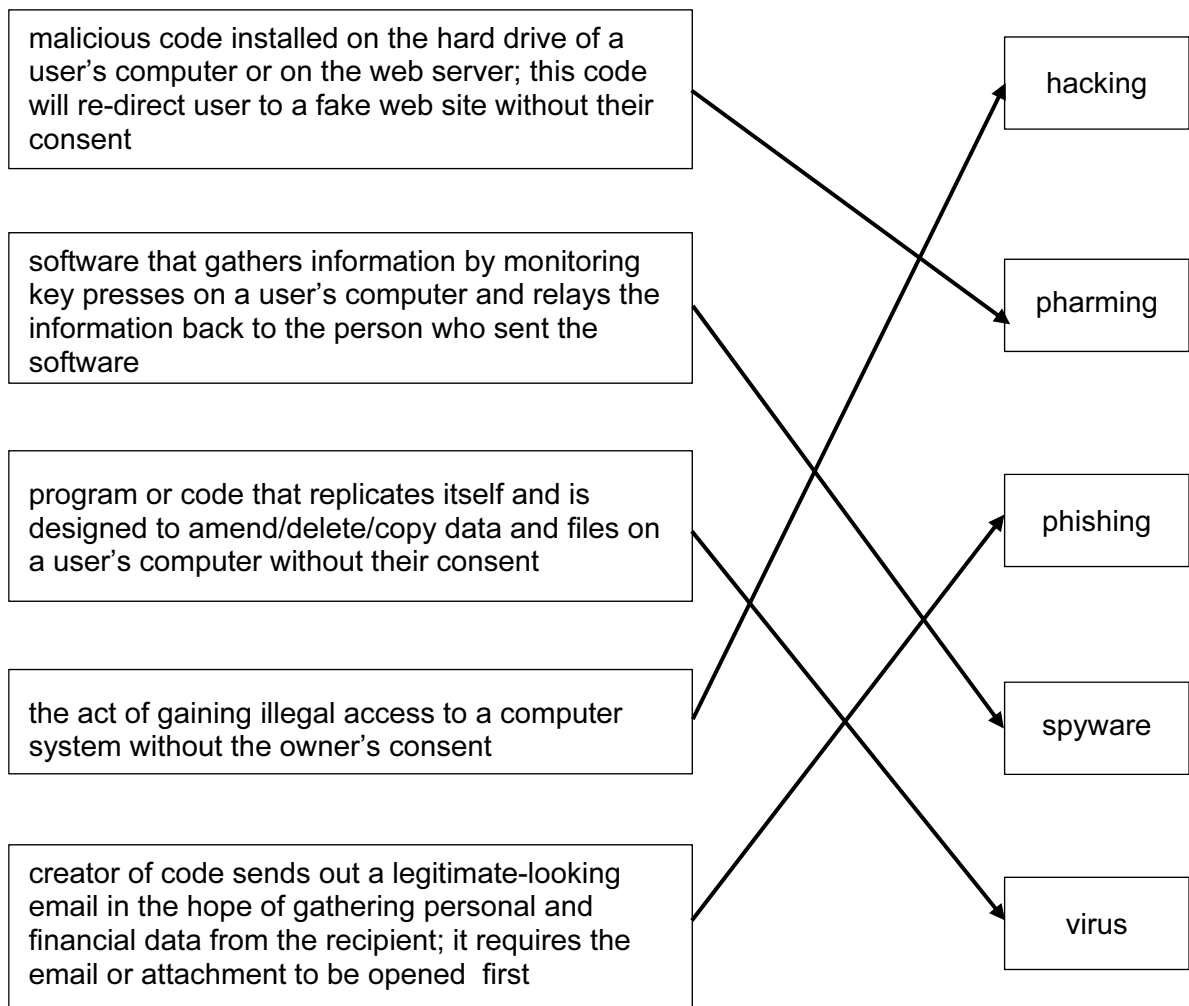 malicious code installed on the hard drive of a
user’s computer or on the web server; this code
will re-direct user to a fake web site without their
consent
hacking
software that gathers information by monitoring
key presses on a user’s computer and relays the
information back to the person who sent the
software
pharming
program or code that replicates itself and is
designed to amend/delete/copy data and files on
a user’s computer without their consent
phishing
the act of gaining illegal access to a computer
system without the owner’s consent
spyware
creator of code sends out a legitimate-looking
email in the hope of gathering personal and
financial data from the recipient; it requires the
email or attachment to be opened first
virus